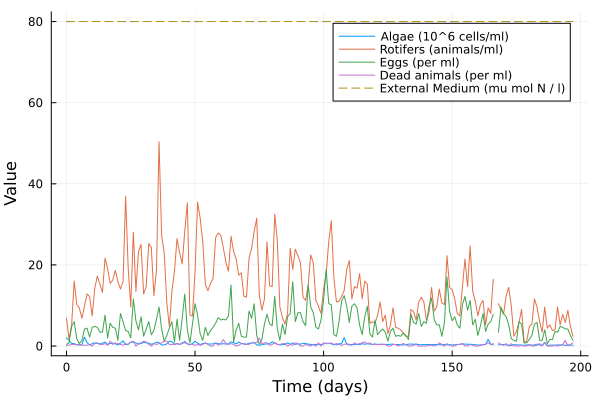 80
60
40
20
0
Value
Algae (10^6 cells/ml)
Rotifers (animals/ml)
Eggs (per ml)
Dead animals (per ml)
External Medium (mu mol N / l)
0
50
100
150
200
Time (days)